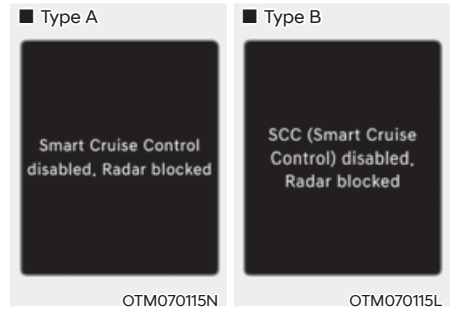 ■ Type A
Smart Cruise Control
disabled, Radar blocked
OTM070115N
■ Type B
SCC (Smart Cruise
Control) disabled,
Radar blocked
OTM070115L